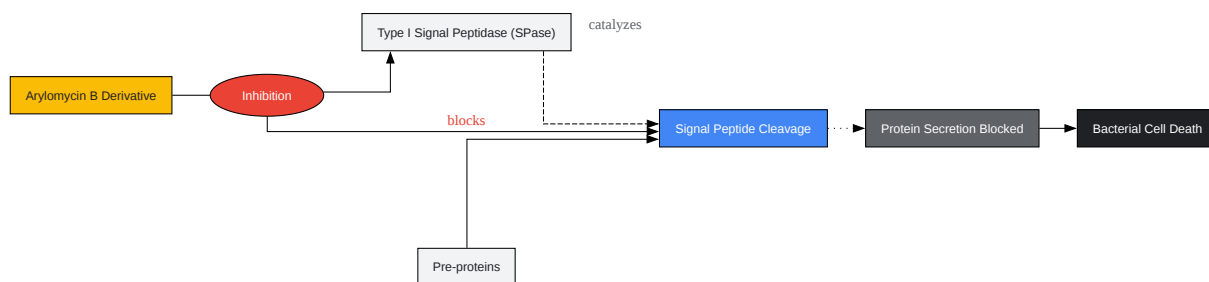 Type I Signal Peptidase (SPase)
catalyzes
Arylomycin B Derivative
Inhibition
blocks
Signal Peptide Cleavage
Protein Secretion Blocked
Bacterial Cell Death
Pre-proteins